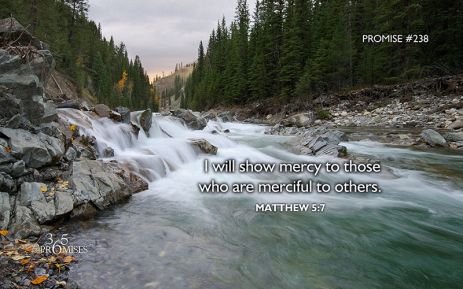 PROMISE #238
I will show mercy to those
who are merciful to others.
MATTHEW 5:7
365
PROMISES